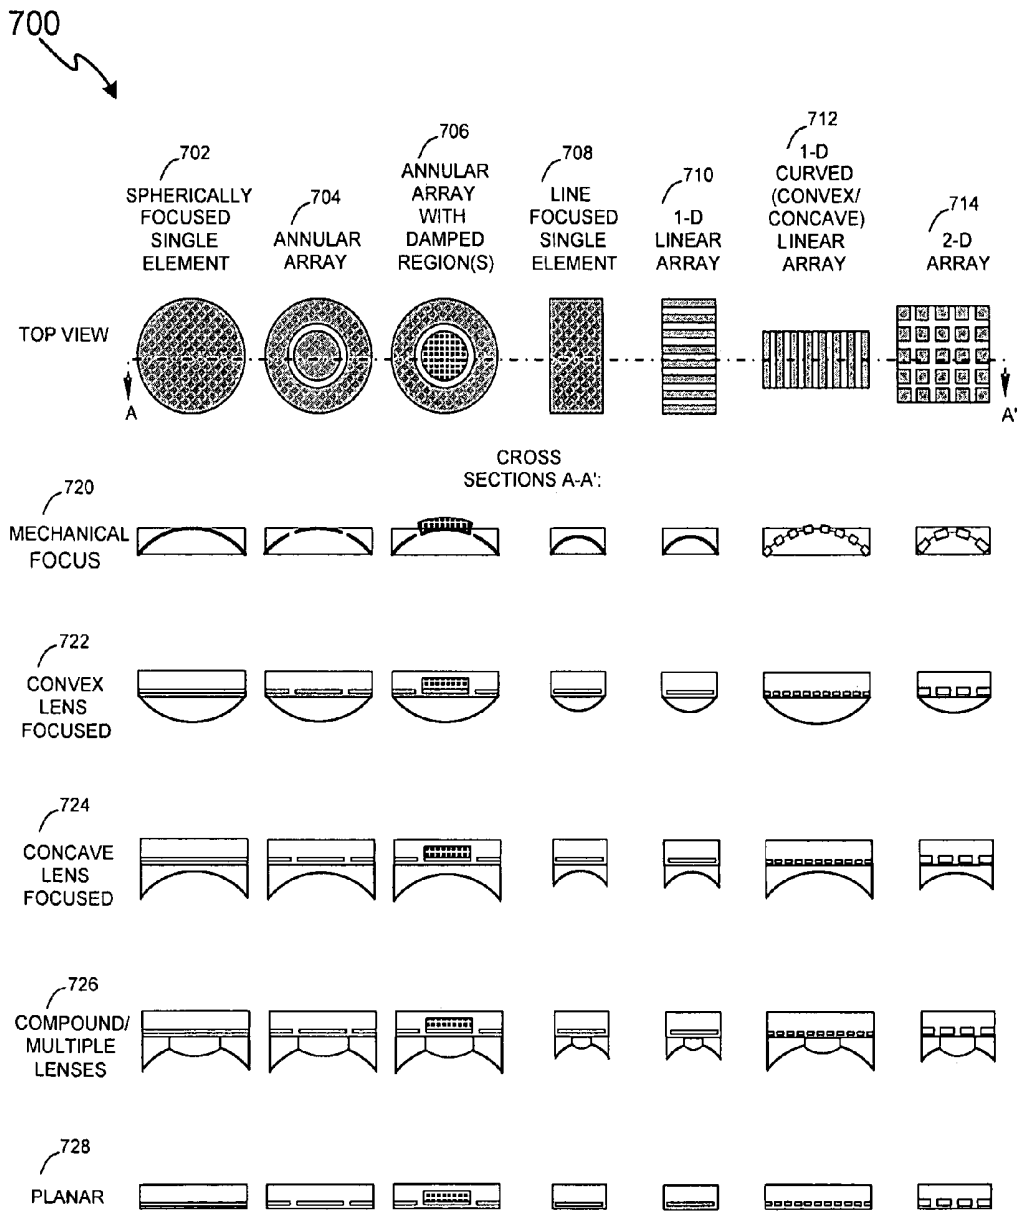 700
702
SPHERICALLY
FOCUSED
SINGLE
ELEMENT
704
ANNULAR
ARRAY
706
ANNULAR
ARRAY
WITH
DAMPED
REGION(S)
708
LINE
FOCUSED
SINGLE
ELEMENT
710
1-D
LINEAR
ARRAY
712
1-D
CURVED
(CONVEX/
CONCAVE)
LINEAR
ARRAY
714
2-D
ARRAY
TOP VIEW
A
A'
CROSS
SECTIONS A-A':
720
MECHANICAL
FOCUS
722
CONVEX
LENS
FOCUSED
724
CONCAVE
LENS
FOCUSED
726
COMPOUND/
MULTIPLE
LENSES
728
PLANAR